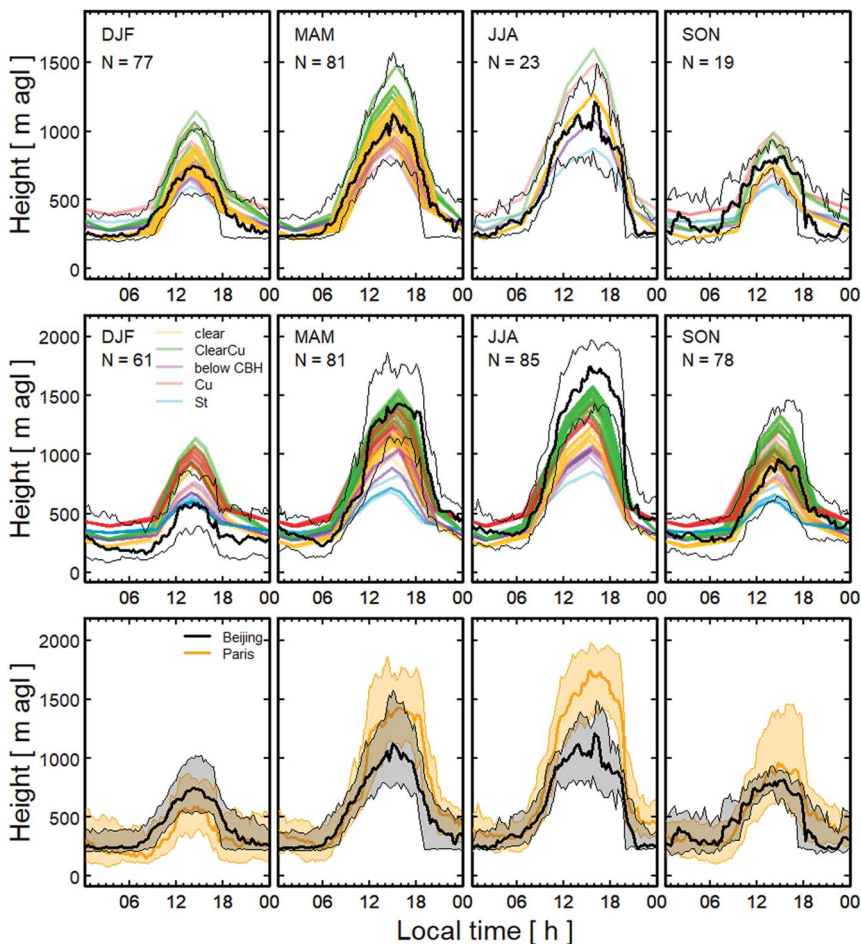 DJF
N = 77
MAM
N = 81
JJA
N = 23
SON
N = 19
Height [ m agl ]
1500
1000
500
0
06 12 18 00 06 12 18 00 06 12 18 00 06 12 18 00
DJF
N = 61
clear
ClearCu
below CBH
Cu
St
MAM
N = 81
JJA
N = 85
SON
N = 78
Height [ m agl ]
2000
1500
1000
500
0
06 12 18 00 06 12 18 00 06 12 18 00 06 12 18 00
Beijing
Paris
Height [ m agl ]
2000
1500
1000
500
0
06 12 18 00 06 12 18 00 06 12 18 00 06 12 18 00
Local time [ h ]